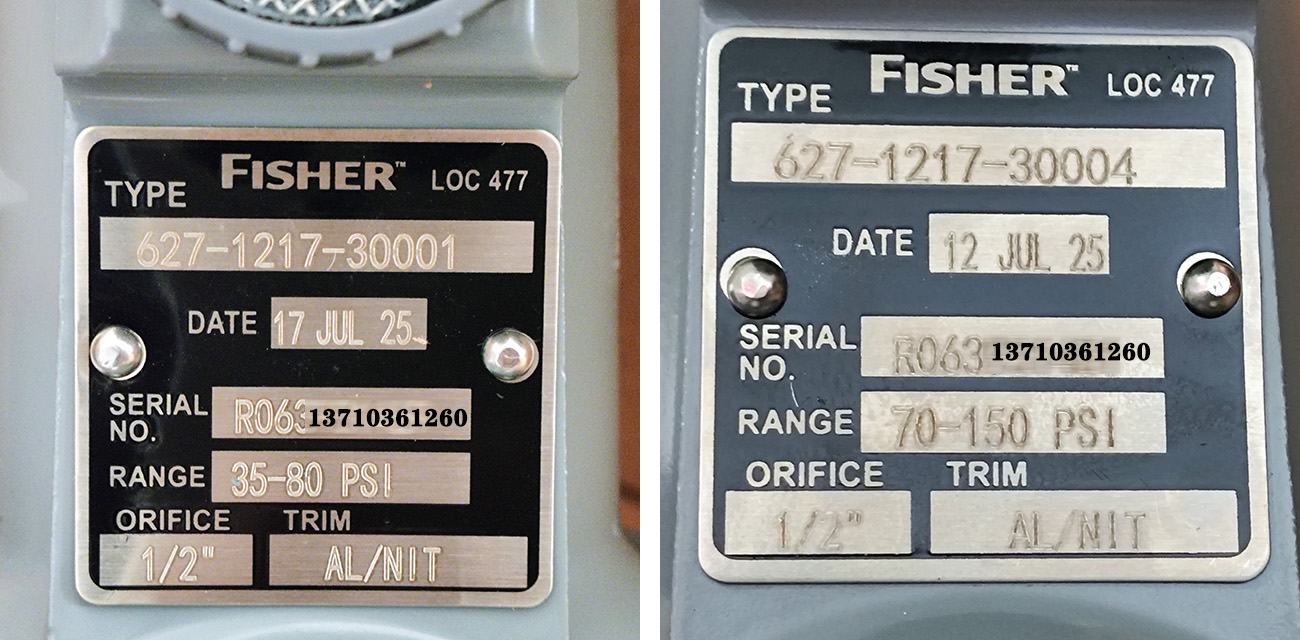 FISHER™ LOC 477
TYPE
627-1217-30001
DATE 17 JUL 25
SERIAL NO. R063 13710361260
RANGE 35-80 PSI
ORIFICE TRIM
1/2" AL/NIT
FISHER™ LOC 477
TYPE
627-1217-30004
DATE 12 JUL 25
SERIAL NO. R063 13710361260
RANGE 70-150 PSI
ORIFICE TRIM
1/2" AL/NIT